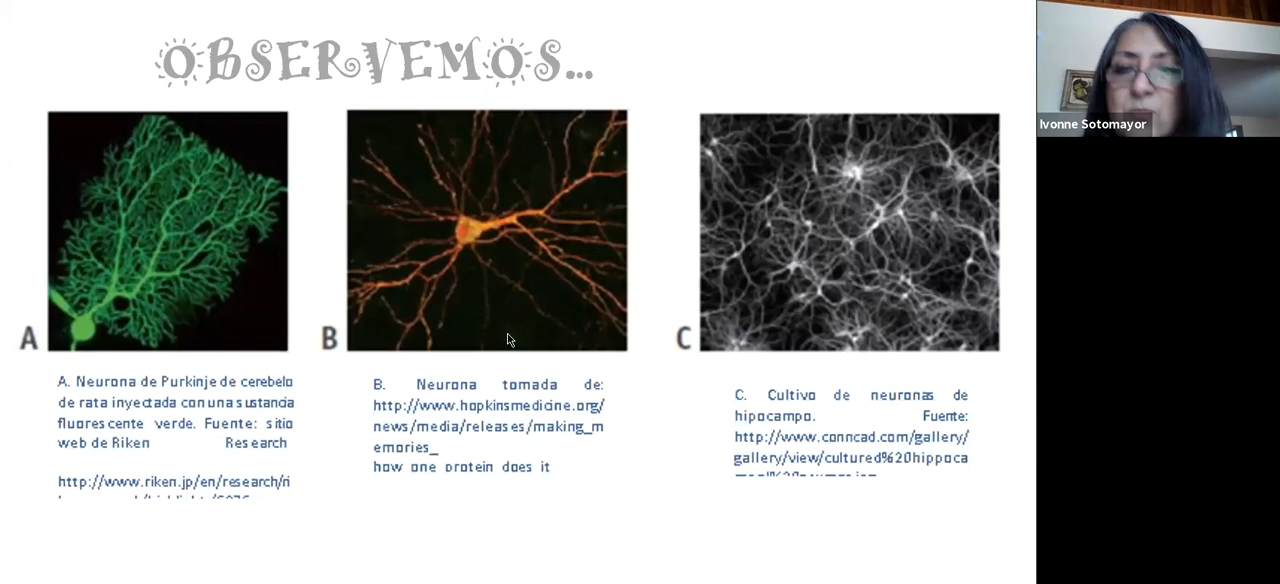 OBSERVEMOS...
Ivonne Sotomayor
A
B
C
A. Neurona de Purkinje de cerebelo
de rata inyectada con una sustancia
fluorescente verde. Fuente: sitio
web de Riken Research
http://www.riken.jp/en/research/ri
B. Neurona tomada de:
http://www.hopkinsmedicine.org/
news/media/releases/making_m
emories_
how one protein does it
C. Cultivo de neuronas de
hipocampo. Fuente:
http://www.conncad.com/gallery/
gallery/view/cultured%20hippoca